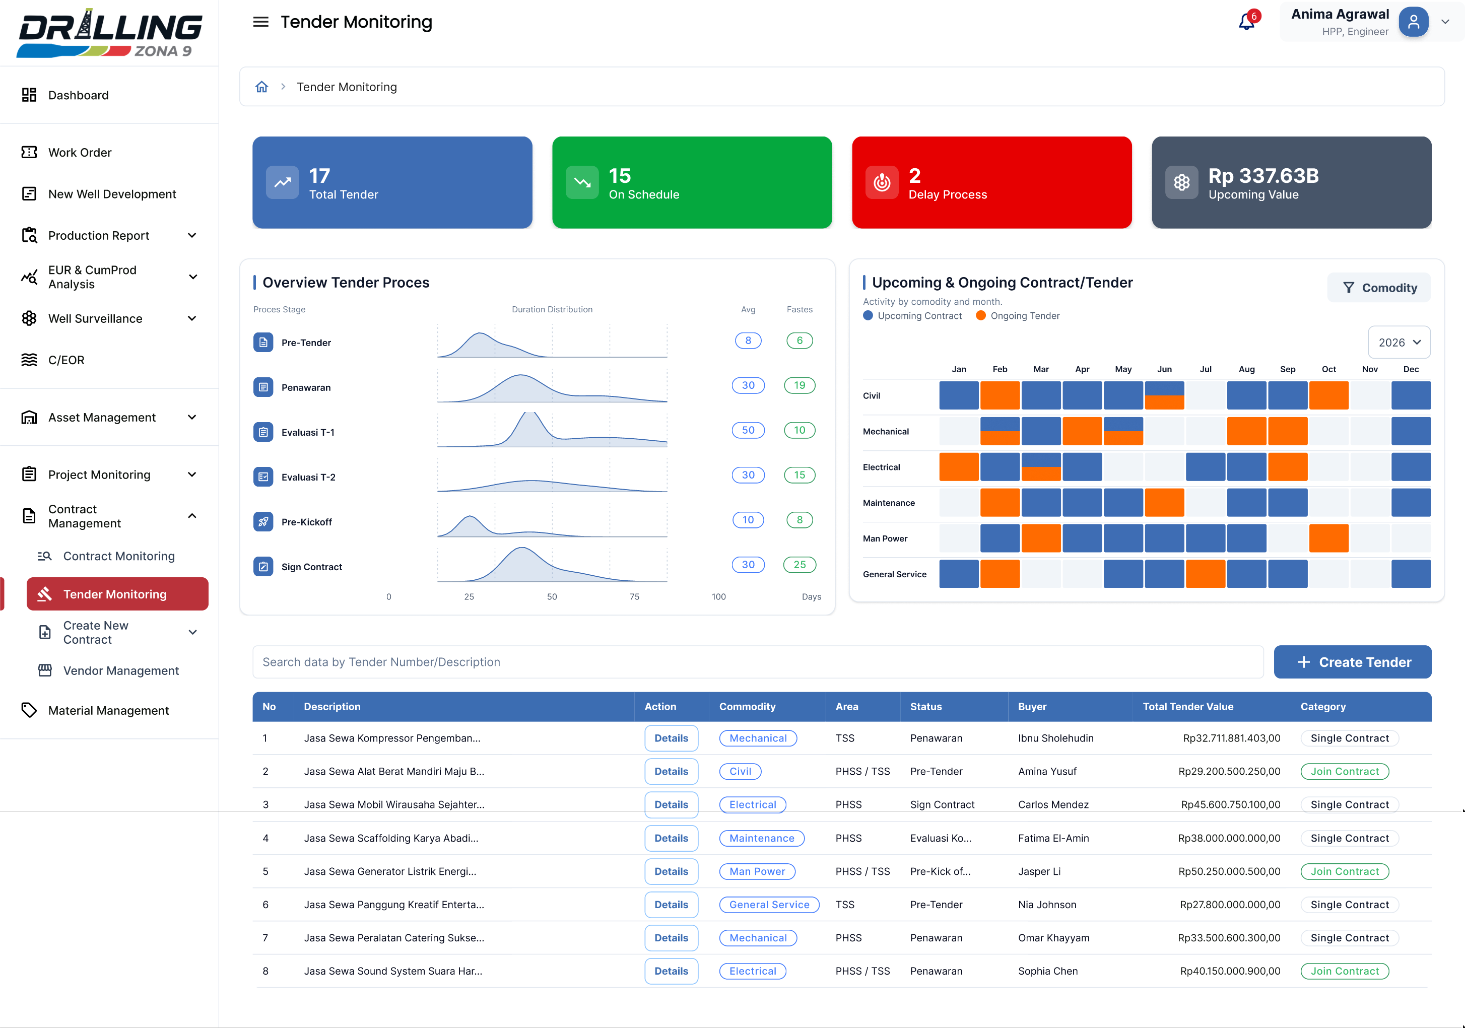 DRILLING
ZONA 9
Tender Monitoring
6
Anima Agrawal
HPP, Engineer
Dashboard
Work Order
New Well Development
Production Report
EUR & CumProd
Analysis
Well Surveillance
C/EOR
Asset Management
Project Monitoring
Contract
Management
Contract Monitoring
Tender Monitoring
Create New
Contract
Vendor Management
Material Management
Tender Monitoring
17
Total Tender
15
On Schedule
2
Delay Process
Rp 337.63B
Upcoming Value
Overview Tender Proces
Proces Stage Duration Distribution Avg Fastes
Pre-Tender 8 6
Penawaran 30 19
Evaluasi T-1 50 10
Evaluasi T-2 30 15
Pre-Kickoff 10 8
Sign Contract 30 25
0 25 50 75 100 Days
Upcoming & Ongoing Contract/Tender
Activity by comodity and month.
Upcoming Contract Ongoing Tender
Comodity
2026
Jan Feb Mar Apr May Jun Jul Aug Sep Oct Nov Dec
Civil
Mechanical
Electrical
Maintenance
Man Power
General Service
Search data by Tender Number/Description
Create Tender
No Description Action Commodity Area Status Buyer Total Tender Value Category
1 Jasa Sewa Kompressor Pengemban... Details Mechanical TSS Penawaran Ibnu Sholehudin Rp32.711.881.403,00 Single Contract
2 Jasa Sewa Alat Berat Mandiri Maju B... Details Civil PHSS / TSS Pre-Tender Amina Yusuf Rp29.200.500.250,00 Join Contract
3 Jasa Sewa Mobil Wirausaha Sejahter... Details Electrical PHSS Sign Contract Carlos Mendez Rp45.600.750.100,00 Single Contract
4 Jasa Sewa Scaffolding Karya Abadi... Details Maintenance PHSS Evaluasi Ko... Fatima El-Amin Rp38.000.000.000,00 Single Contract
5 Jasa Sewa Generator Listrik Energi... Details Man Power PHSS / TSS Pre-Kick of... Jasper Li Rp50.250.000.500,00 Join Contract
6 Jasa Sewa Panggung Kreatif Enterta... Details General Service TSS Pre-Tender Nia Johnson Rp27.800.000.000,00 Single Contract
7 Jasa Sewa Peralatan Catering Sukse... Details Mechanical PHSS Penawaran Omar Khayyam Rp33.500.600.300,00 Single Contract
8 Jasa Sewa Sound System Suara Har... Details Electrical PHSS / TSS Penawaran Sophia Chen Rp40.150.000.900,00 Join Contract